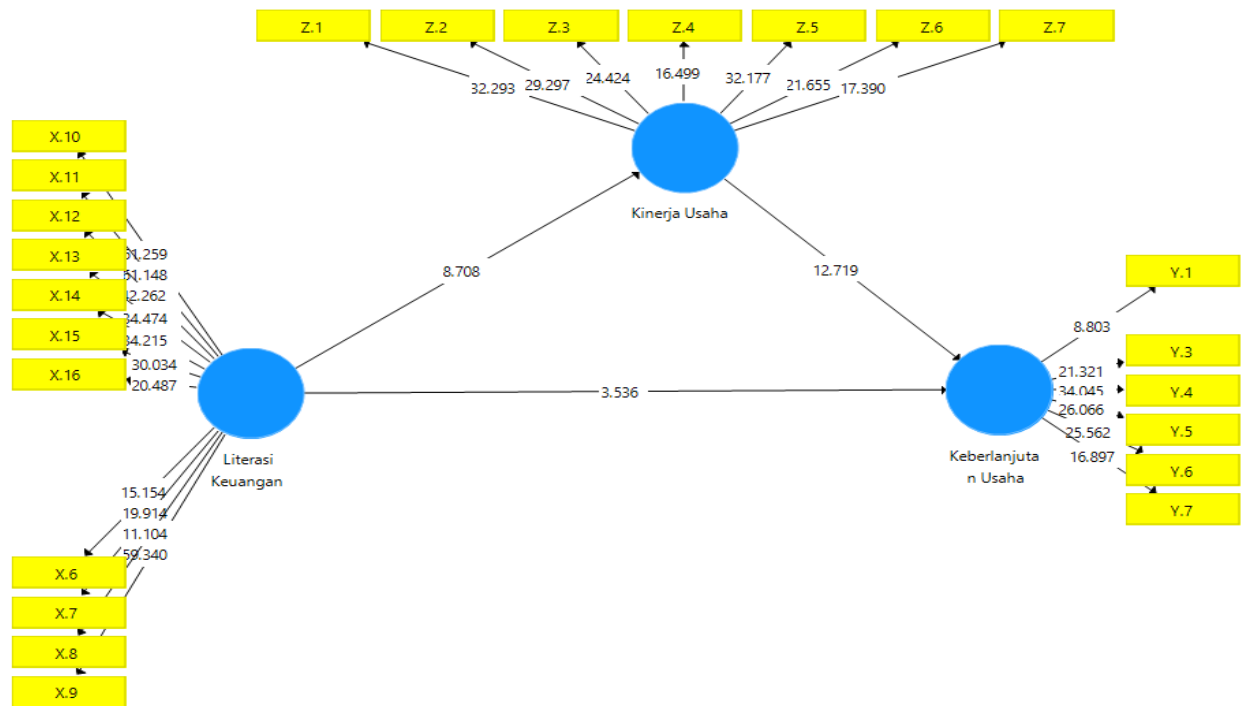 Z.1 Z.2 Z.3 Z.4 Z.5 Z.6 Z.7
32.293 29.297 24.424 16.499 32.177 21.655 17.390
X.10
X.11
X.12
X.13
X.14
X.15
X.16
30.034
20.487
Kinerja Usaha
8.708
12.719
3.536
Literasi
Keuangan
15.154
19.914
11.104
59.340
X.6
X.7
X.8
X.9
Keberlanjuta
n Usaha
8.803
21.321
34.045
26.066
25.562
16.897
Y.1
Y.3
Y.4
Y.5
Y.6
Y.7